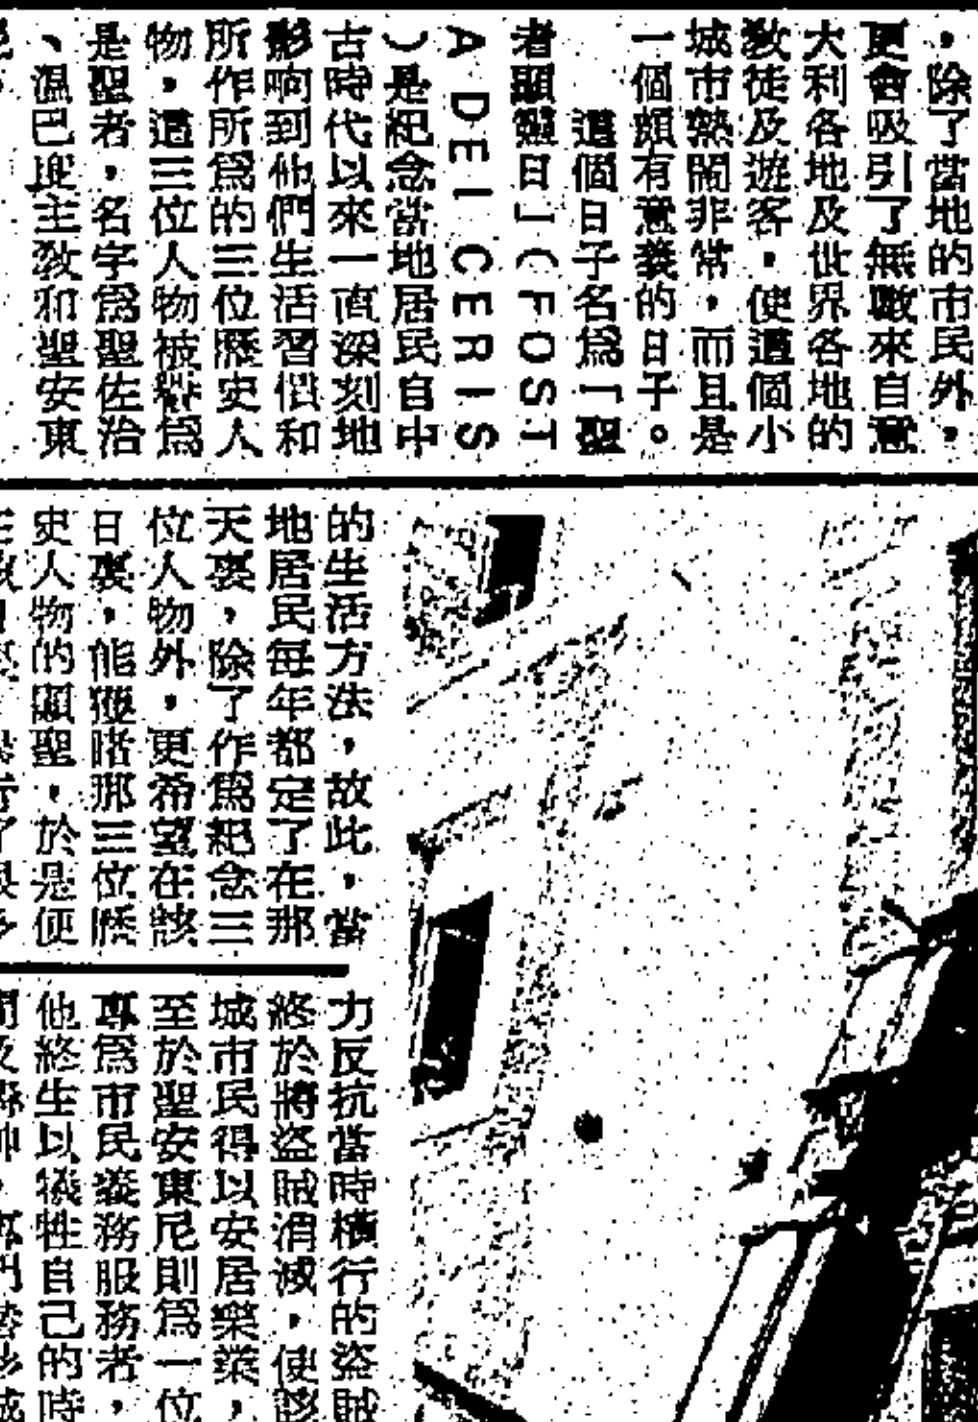 ，除了當地的市民外，
更會吸引了無數來自意
大利各地及世界各地的
教徒及遊客，使這個小
城市熱鬧非常，而且是
一個頗有意義的日子。
這個日子名爲「聖
者顯靈日」（FOST
A DEI CERIS
）是紀念當地居民自中
古時代以來一直深刻地
影响到他們生活習慣和
所作所爲的三位歷史人
物，這三位人物被譽爲
是聖者，名字爲聖佐治
、溫巴度主教和聖安東
的生活方法，故此，當
地居民每年都定了在那
天裏，除了作爲紀念三
位人物外，更希望在該
日裏，能獲睹那三位歷
史人物的顯聖，於是便
力反抗當時橫行的盜賊
終於將盜賊消滅，使該
城市民得以安居樂業，
至於聖安東尼則爲一位
專爲市民義務服務者，
他終生以犧牲自己的時